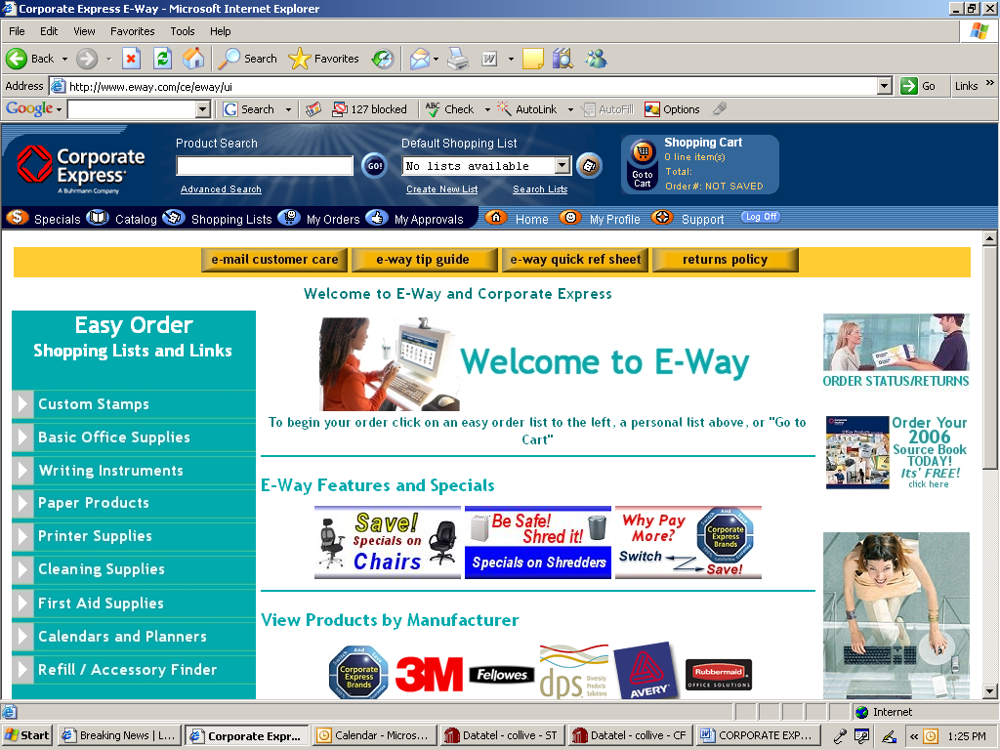 Corporate Express E-Way - Microsoft Internet Explorer
File Edit View Favorites Tools Help
Back Search Favorites
Address http://www.eway.com/ce/eway/ui Go Links »
Google Search 127 blocked ABC Check AutoLink AutoFill Options
Corporate Express®
A Buhrmann Company
Product Search
GO!
Advanced Search
Default Shopping List
No lists available
Create New List Search Lists
Go to Cart
Shopping Cart
0 line item(s)
Total:
Order#: NOT SAVED
Specials Catalog Shopping Lists My Orders My Approvals Home My Profile Support Log Off
e-mail customer care e-way tip guide e-way quick ref sheet returns policy
Welcome to E-Way and Corporate Express
Easy Order
Shopping Lists and Links
Custom Stamps
Basic Office Supplies
Writing Instruments
Paper Products
Printer Supplies
Cleaning Supplies
First Aid Supplies
Calendars and Planners
Refill / Accessory Finder
Welcome to E-Way
To begin your order click on an easy order list to the left, a personal list above, or "Go to
Cart"
E-Way Features and Specials
Save!
Specials on
Chairs
Be Safe!
Shred it!
Specials on Shredders
Why Pay
More?
Switch
Save!
Corporate Express Brands
View Products by Manufacturer
Switch And Save
Corporate Express Brands
3M
Fellowes.
dps Diversity Products Solutions
AVERY
Rubbermaid
OFFICE SOLUTIONS
ORDER STATUS/RETURNS
Order Your
2006
Source Book
TODAY!
Its' FREE!
click here
Internet
Start Breaking News | L... Corporate Expr... Calendar - Micros... Datatel - collive - ST Datatel - collive - CF CORPORATE EXP... « 1:25 PM